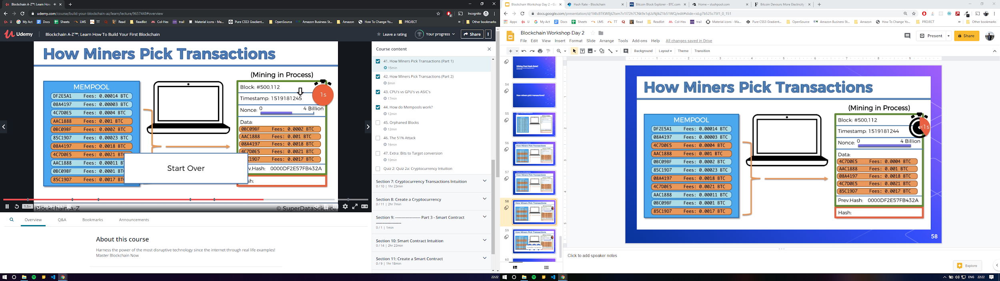 Blockchain A-Z™: Learn How
udemy.com/course/build-your-blockchain-az/learn/lecture/9657448#overview
Incognito
U
My Act
Docs
Sheets
LMS
TT
Read
Readlist
Col-Hex
trail
Material icons - Ma...
Pure CSS3 Gradient...
OpenSource
Amazon Business St...
Amazon
How To Change Yo...
PROJECT
Other bookmarks
Udemy
Blockchain A-Z™: Learn How To Build Your First Blockchain
Leave a rating
Your progress
Share
How Miners Pick Transactions
(Mining in Process)
MEMPOOL
DF2E5A1 Fees: 0.00014 BTC
08A4197 Fees: 0.00003 BTC
4C7D0E5 Fees: 0.0004 BTC
AAC1888 Fees: 0.001 BTC
0BC09BF Fees: 0.0002 BTC
85C19D7 Fees: 0.00023 BTC
08A4197 Fees: 0.0018 BTC
4C7D0E5 Fees: 0.0021 BT
AAC1888 Fees: 0.00011 B
0BC09BF Fees: 0.0001 BT
85C19D7 Fees: 0.0017 BT
Start Over
Block: #500,112
1s
Timestamp: 1519181245
Nonce: 0 4 Billion
Data:
0BC09BF Fees: 0.0002 BTC
AAC1888 Fees: 0.001 BTC
08A4197 Fees: 0.0018 BTC
4C7D0E5 Fees: 0.0021 BTC
19D7 Fees: 0.0017 BTC
v.Hash: 0000DF2E57FB432A
sh:
1.5x
Blockchain A-Z
© SuperDataScience
Overview
Q&A
Bookmarks
Announcements
About this course
Harness the power of the most disruptive technology since the internet through real life examples!
Master Blockchain Now
Course content
41. How Miners Pick Transactions (Part 1)
15min
42. How Miners Pick Transactions (Part 2)
8min
43. CPU's vs GPU's vs ASIC's
17min
44. How do Mempools work?
12min
45. Orphaned Blocks
12min
46. The 51% Attack
16min
47. Extra: Bits to Target conversion
10min
Quiz 2: Quiz 2a: Cryptocurrency Intuition
Section 7: Cryptocurrency Transactions Intuition
0 / 10 | 1hr 23min
Section 8: Create a Cryptocurrency
0 / 11 | 2hr 7min
Section 9: -------------------- Part 3 - Smart Contract
--------------------
0 / 1 | 1min
Section 10: Smart Contract Intuition
0 / 14 | 2hr 22min
Section 11: Create a Smart Contract
0 / 9 | 1hr 18min
22:22
Blockchain Workshop Day 2 - Go
Hash Rate - Blockchain
Bitcoin Block Explorer - BTC.com
Home – slushpool.com
Bitcoin Devours More Electricity
docs.google.com/presentation/d/1l4lc8TKW8jtZtxm7v1l72h7CNk9x1qUzNjlkZ1b51WQ/edit#slide=id.g7b525c75f1_0_151
Apps
U
My Act
Docs
Sheets
LMS
TT
Read
Readlist
Col-Hex
trail
Material icons - Ma...
Pure CSS3 Gradient...
OpenSource
Amazon Business St...
Amazon
How To Change Yo...
PROJECT
Other bookmarks
Blockchain Workshop Day 2
File Edit View Insert Format Slide Arrange Tools Add-ons Help All changes saved in Drive
Present
Share
Background Layout Theme Transition
1 2 3 4 5 6 7 8 9
Mining Pool Hash Rate?
54
How miners pick transactions?
55
56
How Miners Pick Transactions
57
How Miners Pick Transactions
58
How Miners Pick Transactions
59
How Miners Pick Transactions
60
How Miners Pick Transactions
(Mining in Process)
MEMPOOL
DF2E5A1 Fees: 0.00014 BTC
08A4197 Fees: 0.00003 BTC
4C7D0E5 Fees: 0.0004 BTC
AAC1888 Fees: 0.001 BTC
0BC09BF Fees: 0.0002 BTC
85C19D7 Fees: 0.00023 BTC
08A4197 Fees: 0.0018 BTC
4C7D0E5 Fees: 0.0021 BTC
AAC1888 Fees: 0.00011 BTC
0BC09BF Fees: 0.0001 BTC
85C19D7 Fees: 0.0017 BTC
Block: #500,112
<1s
Timestamp: 1519181244
Nonce: 0 4 Billion
Data:
4C7D0E5 Fees: 0.0004 BTC
AAC1888 Fees: 0.001 BTC
08A4197 Fees: 0.0018 BTC
4C7D0E5 Fees: 0.0021 BTC
85C19D7 Fees: 0.0017 BTC
Prev.Hash: 0000DF2E57FB432A
Hash:
58
Click to add speaker notes
Explore
ENG
22:22